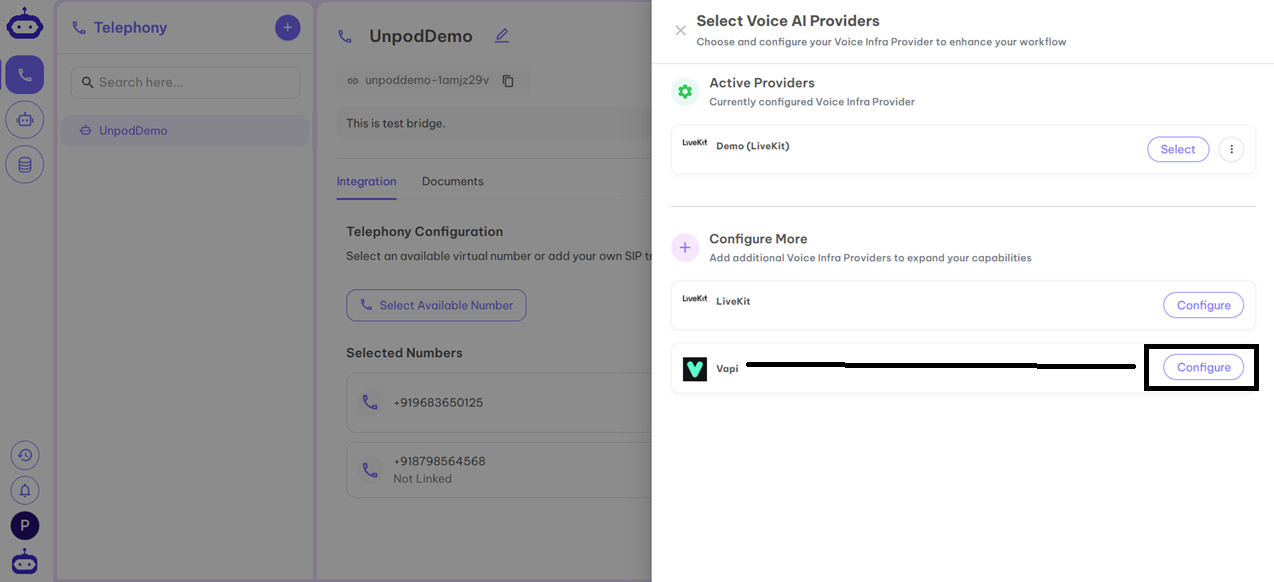 Telephony
+
Search here...
UnpodDemo
P
UnpodDemo
unpoddemo-1amjz29v
This is test bridge.
Integration
Documents
Telephony Configuration
Select an available virtual number or add your own SIP
Select Available Number
Selected Numbers
+919683650125
+918798564568
Not Linked
Select Voice AI Providers
Choose and configure your Voice Infra Provider to enhance your workflow
Active Providers
Currently configured Voice Infra Provider
LiveKit
Demo (LiveKit)
Select
Configure More
Add additional Voice Infra Providers to expand your capabilities
LiveKit
LiveKit
Configure
Vapi
Configure